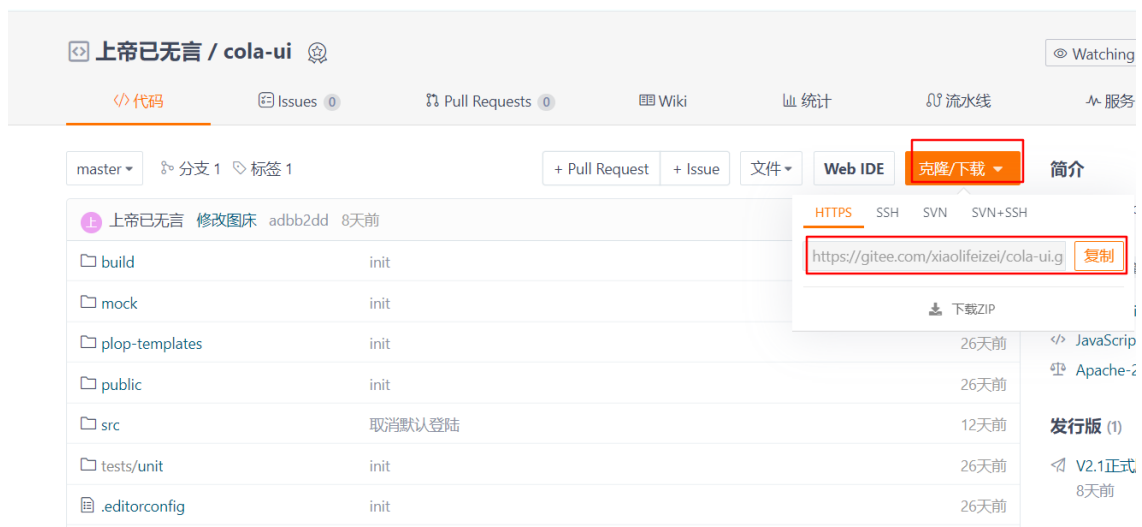 上帝已无言 / cola-ui
Watching
代码 Issues 0 Pull Requests 0 Wiki 统计 流水线 服务
master 分支 1 标签 1 + Pull Request + Issue 文件 Web IDE 克隆/下载 简介
上 上帝已无言 修改图床 adbb2dd 8天前
HTTPS SSH SVN SVN+SSH
https://gitee.com/xiaolifeizei/cola-ui.g 复制
下载ZIP
build init
mock init
plop-templates init 26天前
JavaScrip
Apache-2
public init 26天前
src 取消默认登陆 12天前
发行版 (1)
tests/unit init 26天前
V2.1正式
8天前
.editorconfig init 26天前